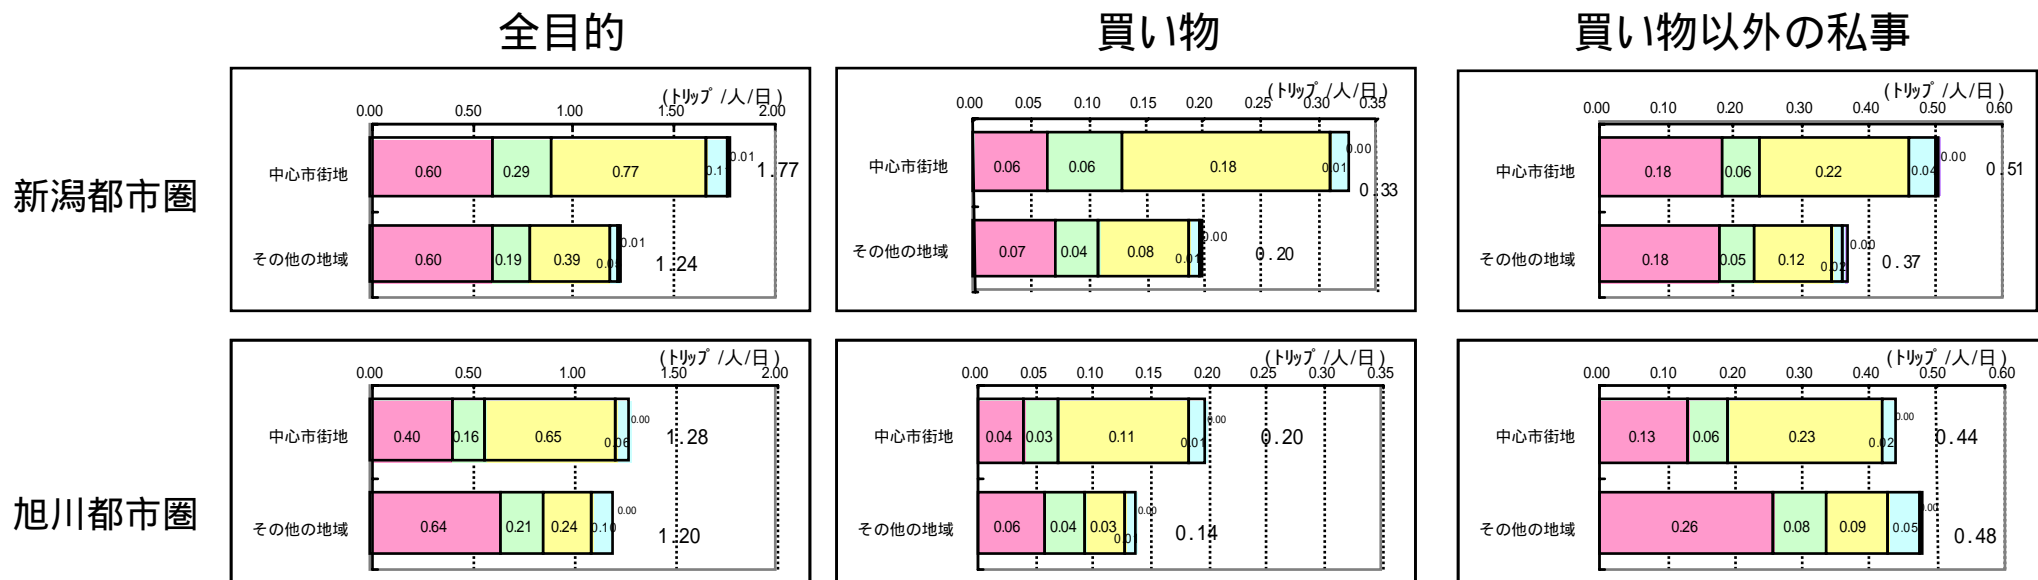 全目的
買い物
買い物以外の私事
新潟都市圏
(ﾄﾘｯﾌﾟ/人/日)
0.00 0.50 1.00 1.50 2.00
中心市街地 0.60 0.29 0.77 0.11 0.01 1.77
その他の地域 0.60 0.19 0.39 0.05 0.01 1.24
(ﾄﾘｯﾌﾟ/人/日)
0.00 0.05 0.10 0.15 0.20 0.25 0.30 0.35
中心市街地 0.06 0.06 0.18 0.01 0.00 0.33
その他の地域 0.07 0.04 0.08 0.01 0.00 0.20
(ﾄﾘｯﾌﾟ/人/日)
0.00 0.10 0.20 0.30 0.40 0.50 0.60
中心市街地 0.18 0.06 0.22 0.04 0.00 0.51
その他の地域 0.18 0.05 0.12 0.02 0.00 0.37
旭川都市圏
(ﾄﾘｯﾌﾟ/人/日)
0.00 0.50 1.00 1.50 2.00
中心市街地 0.40 0.16 0.65 0.06 0.00 1.28
その他の地域 0.64 0.21 0.24 0.10 0.00 1.20
(ﾄﾘｯﾌﾟ/人/日)
0.00 0.05 0.10 0.15 0.20 0.25 0.30 0.35
中心市街地 0.04 0.03 0.11 0.01 0.00 0.20
その他の地域 0.06 0.04 0.03 0.01 0.00 0.14
(ﾄﾘｯﾌﾟ/人/日)
0.00 0.10 0.20 0.30 0.40 0.50 0.60
中心市街地 0.13 0.06 0.23 0.02 0.00 0.44
その他の地域 0.26 0.08 0.09 0.05 0.00 0.48